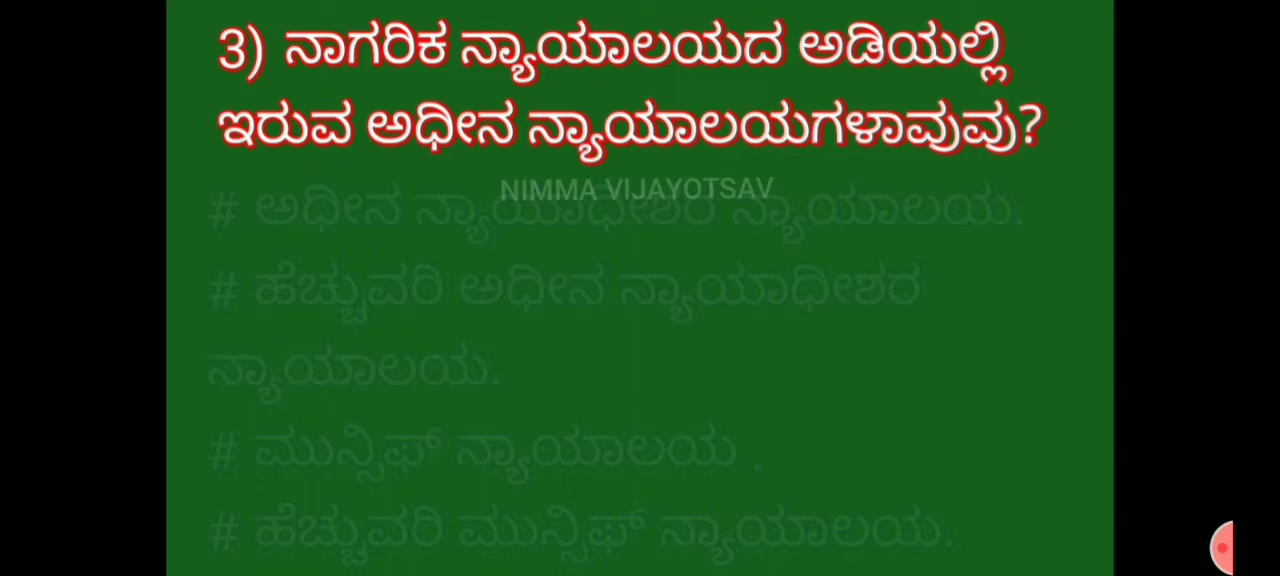 3) ನಾಗರಿಕ ನ್ಯಾಯಾಲಯದ ಅಡಿಯಲ್ಲಿ
ಇರುವ ಅಧೀನ ನ್ಯಾಯಾಲಯಗಳಾವುವು?
NIMMA VIJAYOTSAV
# ಅಧೀನ ನ್ಯಾಯಾಧೀಶರ ನ್ಯಾಯಾಲಯ.
# ಹೆಚ್ಚುವರಿ ಅಧೀನ ನ್ಯಾಯಾಧೀಶರ
ನ್ಯಾಯಾಲಯ.
# ಮುನ್ಸಿಫ್ ನ್ಯಾಯಾಲಯ .
# ಹೆಚ್ಚುವರಿ ಮುನ್ಸಿಫ್ ನ್ಯಾಯಾಲಯ.